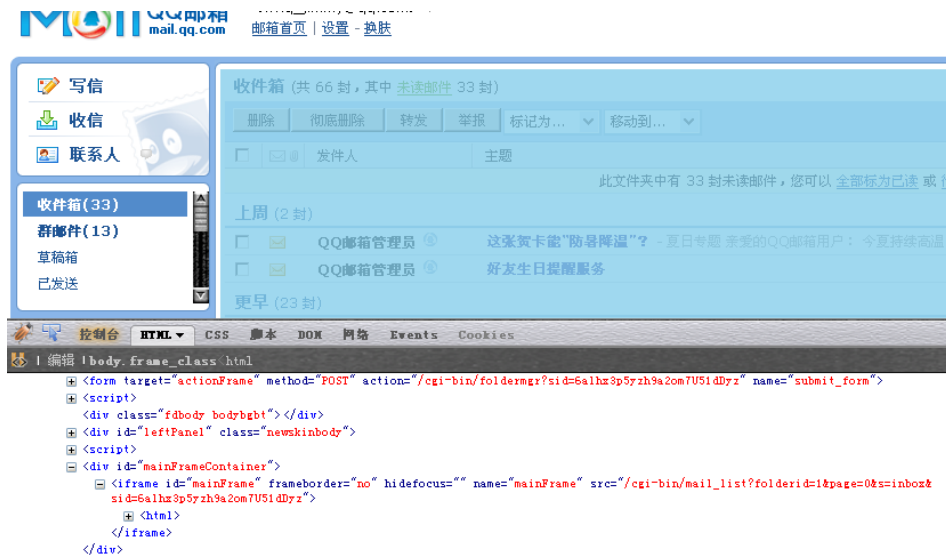 QQ邮箱
mail.qq.com
邮箱首页 | 设置 - 换肤
写信
收信
联系人
收件箱(33)
群邮件(13)
草稿箱
已发送
收件箱 (共 66 封，其中 未读邮件 33 封)
删除 彻底删除 转发 举报 标记为... 移动到...
发件人 主题
此文件夹中有 33 封未读邮件，您可以 全部标为已读 或
上周 (2 封)
QQ邮箱管理员 这张贺卡能"防暑降温"？ - 夏日专题 亲爱的QQ邮箱用户： 今夏持续高温
QQ邮箱管理员 好友生日提醒服务
更早 (23 封)
控制台 HTML CSS 脚本 DOM 网络 Events Cookies
编辑 body.frame_class html
<form target="actionFrame" method="POST" action="/cgi-bin/foldermgr?sid=6alhz3p5yzh9a2om7U51dDyz" name="submit_form">
<script>
<div class="fdbody bodybgbt"></div>
<div id="leftPanel" class="newskinbody">
<script>
<div id="mainFrameContainer">
<iframe id="mainFrame" frameborder="no" hidefocus="" name="mainFrame" src="/cgi-bin/mail_list?folderid=1&page=0&s=inbox&
sid=6alhz3p5yzh9a2om7U51dDyz">
<html>
</iframe>
</div>